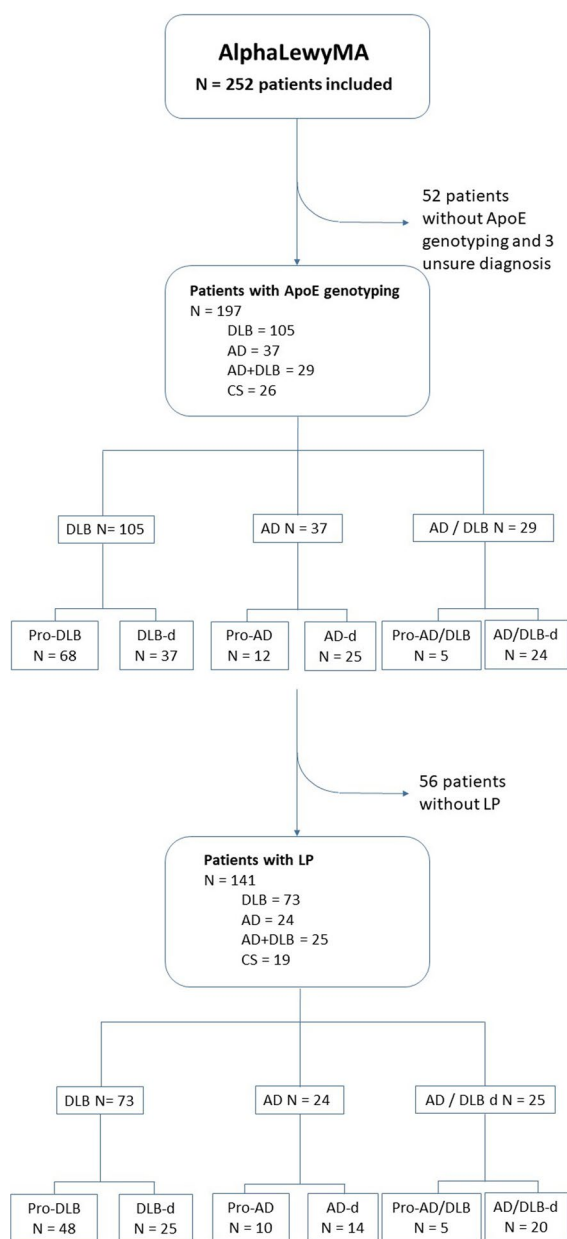 AlphaLewyMA
N = 252 patients included
52 patients
without ApoE
genotyping and 3
unsure diagnosis
Patients with ApoE genotyping
N = 197
DLB = 105
AD = 37
AD+DLB = 29
CS = 26
DLB N= 105
AD N = 37
AD / DLB N = 29
Pro-DLB
N = 68
DLB-d
N = 37
Pro-AD
N = 12
AD-d
N = 25
Pro-AD/DLB
N = 5
AD/DLB-d
N = 24
56 patients
without LP
Patients with LP
N = 141
DLB = 73
AD = 24
AD+DLB = 25
CS = 19
DLB N= 73
AD N = 24
AD / DLB d N = 25
Pro-DLB
N = 48
DLB-d
N = 25
Pro-AD
N = 10
AD-d
N = 14
Pro-AD/DLB
N = 5
AD/DLB-d
N = 20